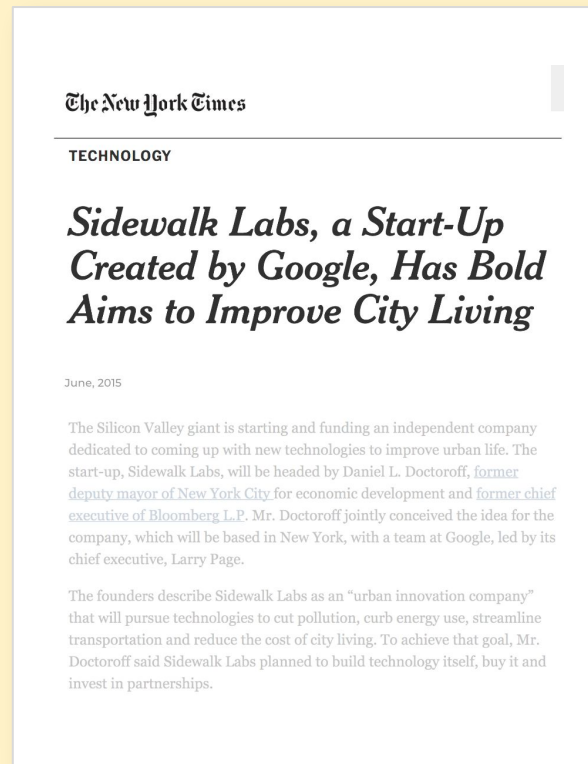 The New York Times
TECHNOLOGY
Sidewalk Labs, a Start-Up
Created by Google, Has Bold
Aims to Improve City Living
June, 2015
The Silicon Valley giant is starting and funding an independent company
dedicated to coming up with new technologies to improve urban life. The
start-up, Sidewalk Labs, will be headed by Daniel L. Doctoroff, former
deputy mayor of New York City for economic development and former chief
executive of Bloomberg L.P. Mr. Doctoroff jointly conceived the idea for the
company, which will be based in New York, with a team at Google, led by its
chief executive, Larry Page.
The founders describe Sidewalk Labs as an “urban innovation company”
that will pursue technologies to cut pollution, curb energy use, streamline
transportation and reduce the cost of city living. To achieve that goal, Mr.
Doctoroff said Sidewalk Labs planned to build technology itself, buy it and
invest in partnerships.